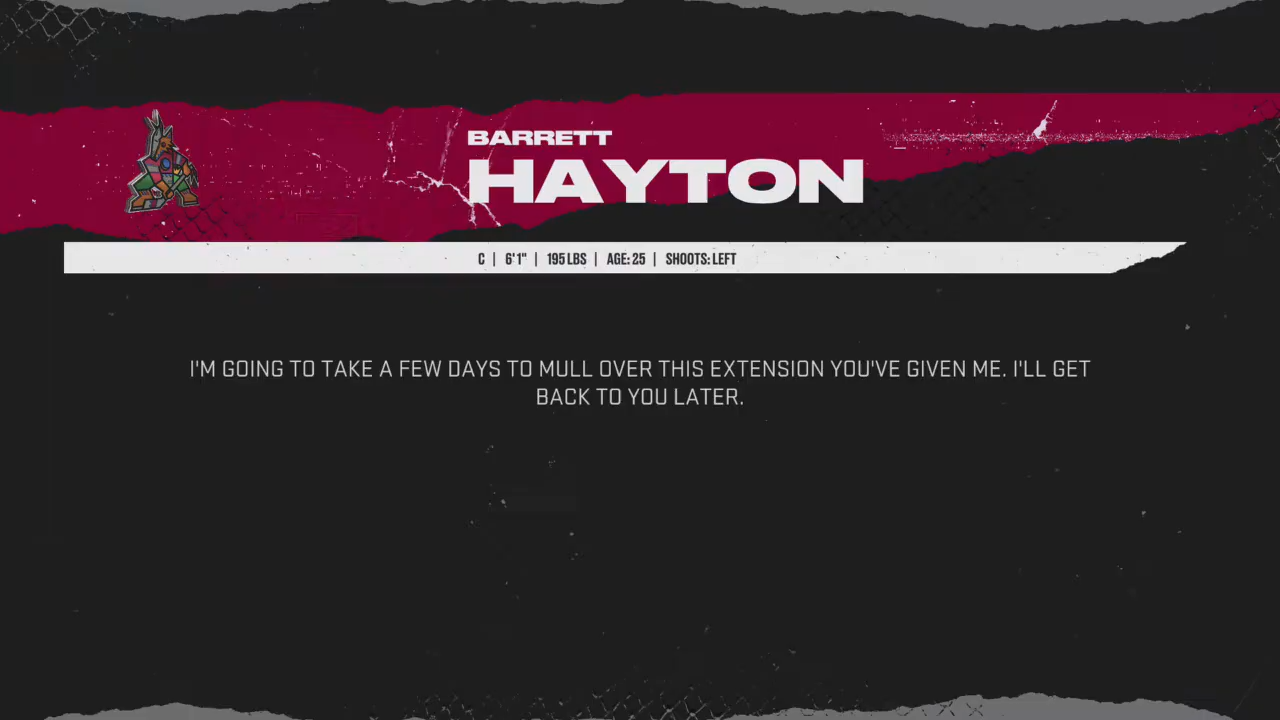 BARRETT
HAYTON
C | 6'1" | 195 LBS | AGE: 25 | SHOOTS: LEFT
I'M GOING TO TAKE A FEW DAYS TO MULL OVER THIS EXTENSION YOU'VE GIVEN ME. I'LL GET
BACK TO YOU LATER.